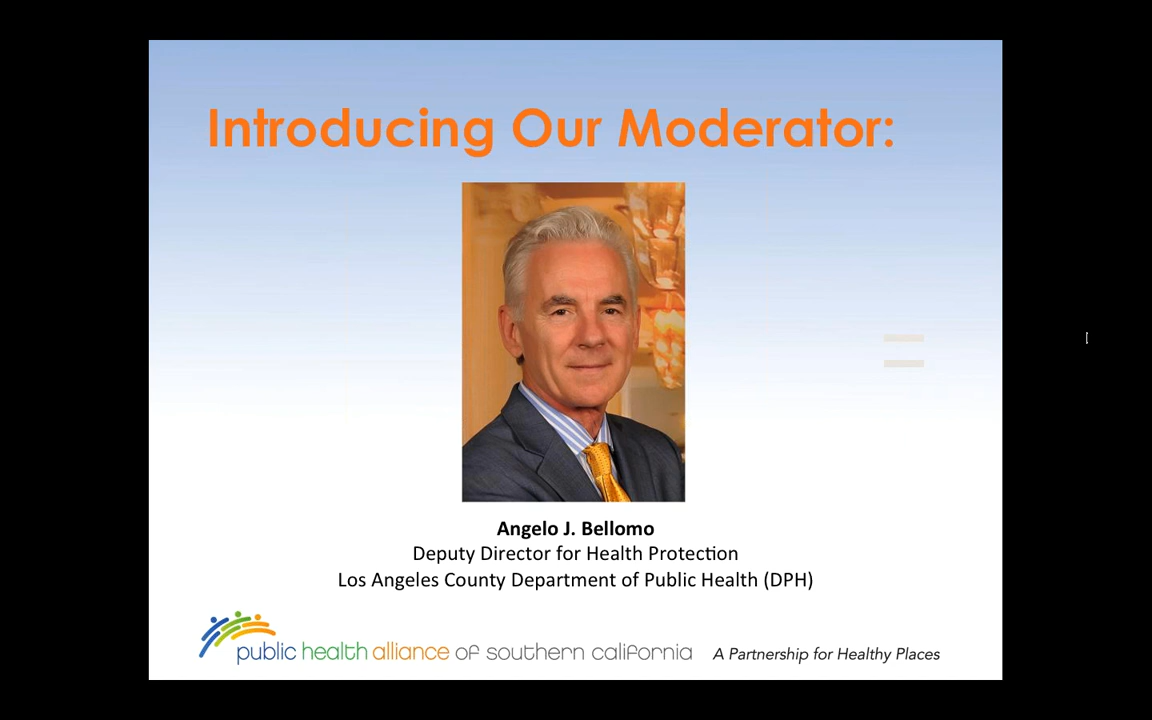 Introducing Our Moderator:
Angelo J. Bellomo
Deputy Director for Health Protection
Los Angeles County Department of Public Health (DPH)
public health alliance of southern california A Partnership for Healthy Places